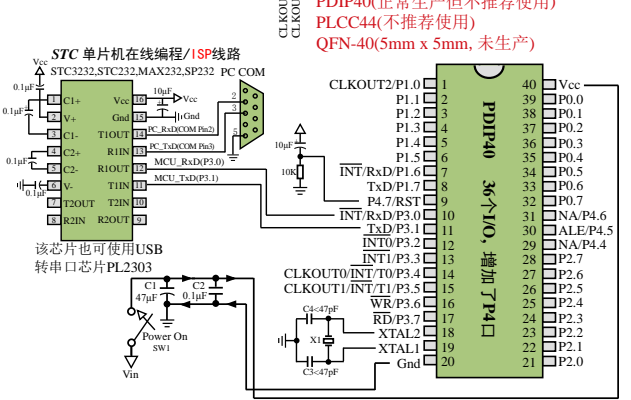 PDIP40(正常生产但不推荐使用)
PLCC44(不推荐使用)
QFN-40(5mm x 5mm, 未生产)
CLKOU
CLKOU
STC 单片机在线编程/ISP线路
STC3232,STC232,MAX232,SP232 PC COM
Vcc
0.1μF
0.1μF
0.1μF
0.1μF
1 C1+
2 V+
3 C1-
4 C2+
5 C2-
6 V-
7 T2OUT
8 R2IN
Vcc 16
Gnd 15
T1OUT 14
R1IN 13
R1OUT 12
T1IN 11
T2IN 10
R2OUT 9
10μF
Vcc
Gnd
PC_RxD(COM Pin2)
PC_TxD(COM Pin3)
MCU_RxD(P3.0)
MCU_TxD(P3.1)
2
3
5
该芯片也可使用USB
转串口芯片PL2303
C1
47μF
C2
0.1μF
Power On
SW1
Vin
10μF
10K
C4<47pF
X1
C3<47pF
CLKOUT2/P1.0 1
P1.1 2
P1.2 3
P1.3 4
P1.4 5
P1.5 6
INT/RxD/P1.6 7
TxD/P1.7 8
P4.7/RST 9
INT/RxD/P3.0 10
TxD/P3.1 11
INT0/P3.2 12
INT1/P3.3 13
CLKOUT0/INT/T0/P3.4 14
CLKOUT1/INT/T1/P3.5 15
WR/P3.6 16
RD/P3.7 17
XTAL2 18
XTAL1 19
Gnd 20
PDIP40 36个I/O, 增加了P4口
40 Vcc
39 P0.0
38 P0.1
37 P0.2
36 P0.3
35 P0.4
34 P0.5
33 P0.6
32 P0.7
31 NA/P4.6
30 ALE/P4.5
29 NA/P4.4
28 P2.7
27 P2.6
26 P2.5
25 P2.4
24 P2.3
23 P2.2
22 P2.1
21 P2.0